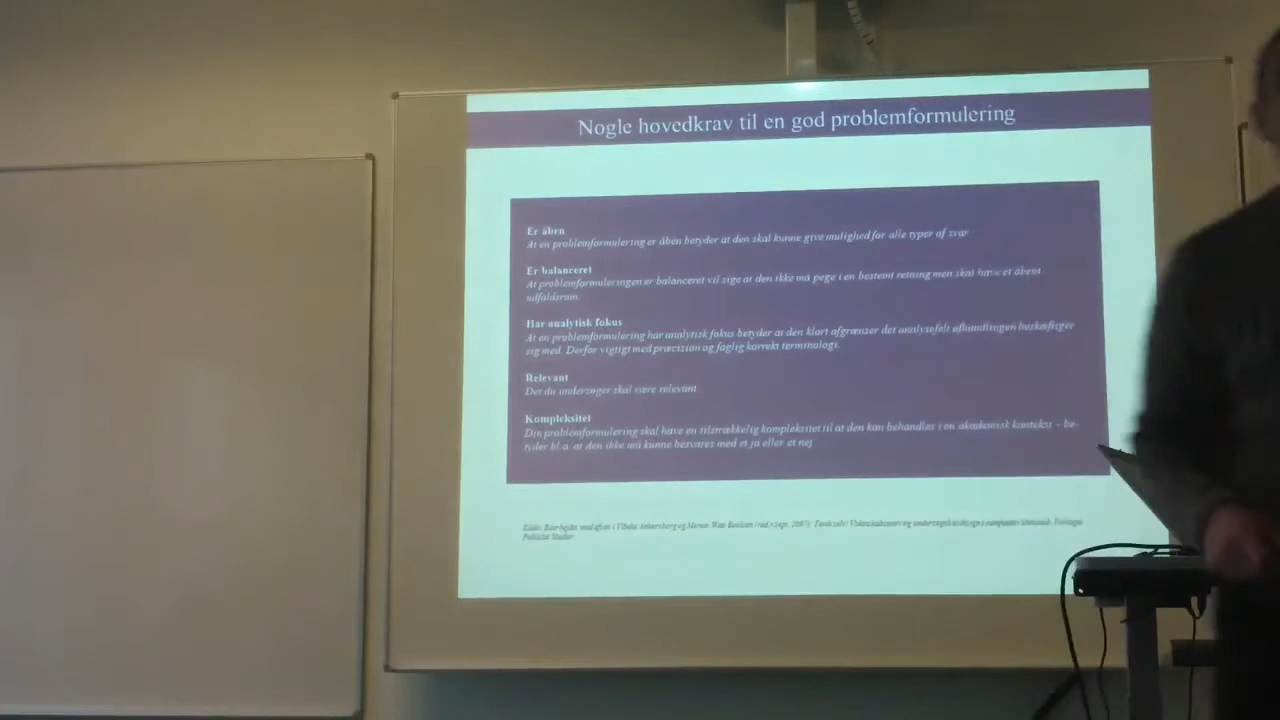 Nogle hovedkrav til en god problemformulering
Er åben
At en problemformulering er åben betyder at den skal kunne give mulighed for alle typer af svar
Er balanceret
At problemformuleringen er balanceret vil sige at den ikke må pege i en bestemt retning men skal have et åbent
udfaldsrum.
Har analytisk fokus
At en problemformulering har analytisk fokus betyder at den klart afgrænser det analysefelt afhandlingen beskæftiger
sig med. Derfor vigtigt med præcision og faglig korrekt terminologi.
Relevant
Det du undersøger skal være relevant
Kompleksitet
Din problemformulering skal have en tilstrækkelig kompleksitet til at den kan behandles i en akademisk kontekst – be-
tyder bl.a. at den ikke må kunne besvares med et ja eller et nej